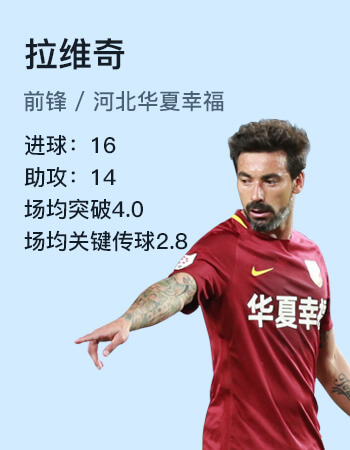 拉维奇
前锋 / 河北华夏幸福
进球：16
助攻：14
场均突破4.0
场均关键传球2.8
华夏幸福